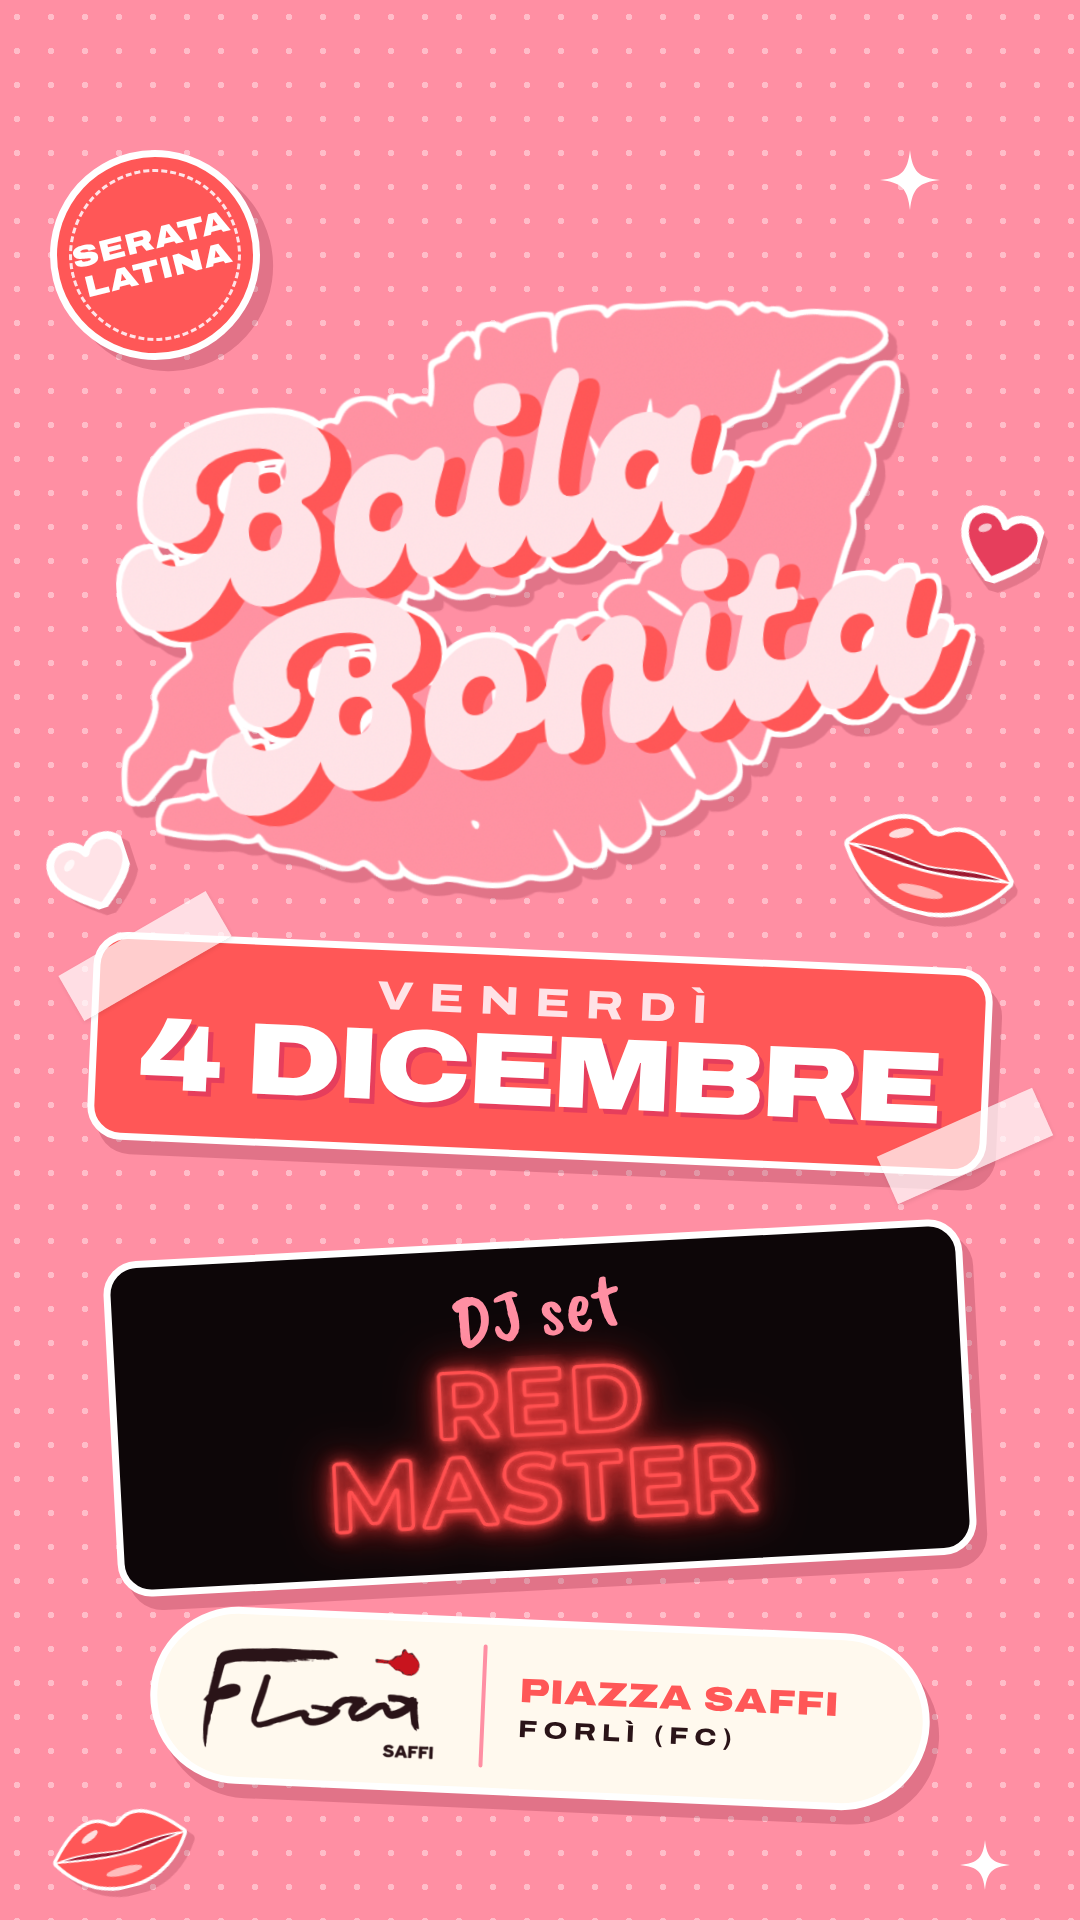 SERATA
LATINA
Baila
Bonita
VENERDÌ
4 DICEMBRE
DJ set
RED
MASTER
Flora
SAFFI
PIAZZA SAFFI
FORLÌ (FC)